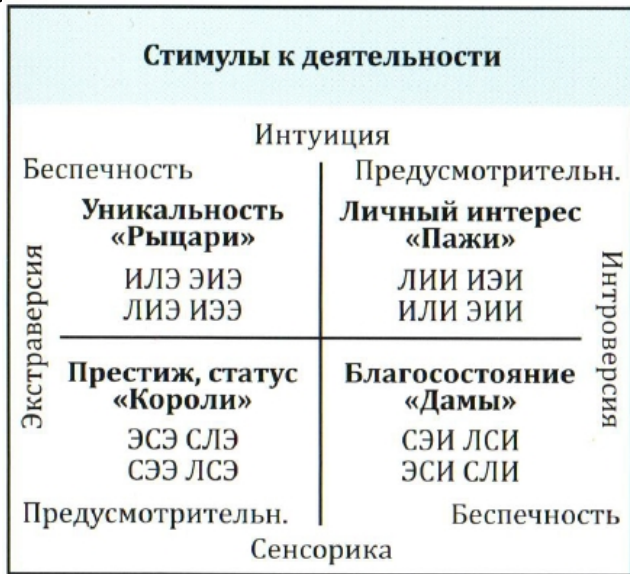 Стимулы к деятельности
Интуиция
Беспечность
Предусмотрительн.
Уникальность
«Рыцари»
ИЛЭ ЭИЭ
ЛИЭ ИЭЭ
Личный интерес
«Пажи»
ЛИИ ИЭИ
ИЛИ ЭИИ
Экстраверсия
Интроверсия
Престиж, статус
«Короли»
ЭСЭ СЛЭ
СЭЭ ЛСЭ
Благосостояние
«Дамы»
СЭИ ЛСИ
ЭСИ СЛИ
Предусмотрительн.
Беспечность
Сенсорика